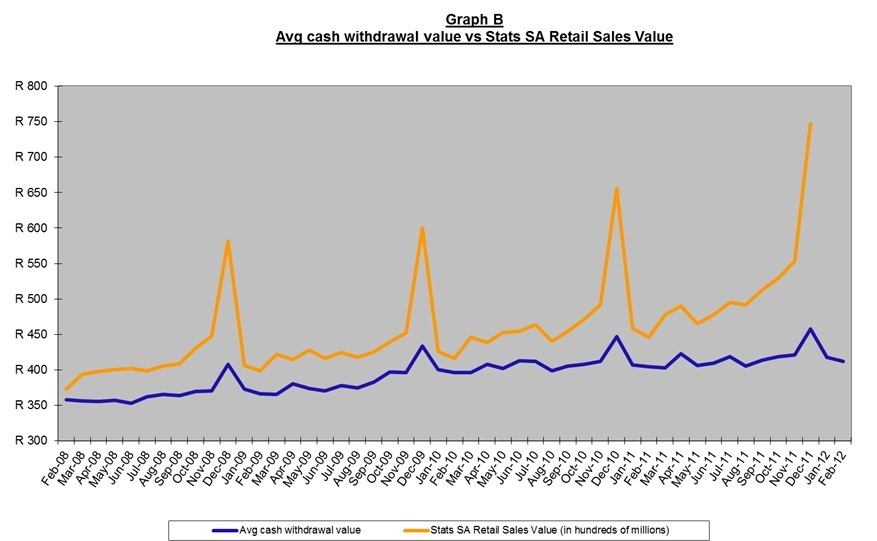 Graph B
Avg cash withdrawal value vs Stats SA Retail Sales Value
R 800
R 750
R 700
R 650
R 600
R 550
R 500
R 450
R 400
R 350
R 300
Feb-08
Mar-08
Apr-08
May-08
Jun-08
Jul-08
Aug-08
Sep-08
Oct-08
Nov-08
Dec-08
Jan-09
Feb-09
Mar-09
Apr-09
May-09
Jun-09
Jul-09
Aug-09
Sep-09
Oct-09
Nov-09
Dec-09
Jan-10
Feb-10
Mar-10
Apr-10
May-10
Jun-10
Jul-10
Aug-10
Sep-10
Oct-10
Nov-10
Dec-10
Jan-11
Feb-11
Mar-11
Apr-11
May-11
Jun-11
Jul-11
Aug-11
Sep-11
Oct-11
Nov-11
Dec-11
Jan-12
Feb-12
Avg cash withdrawal value
Stats SA Retail Sales Value (in hundreds of millions)